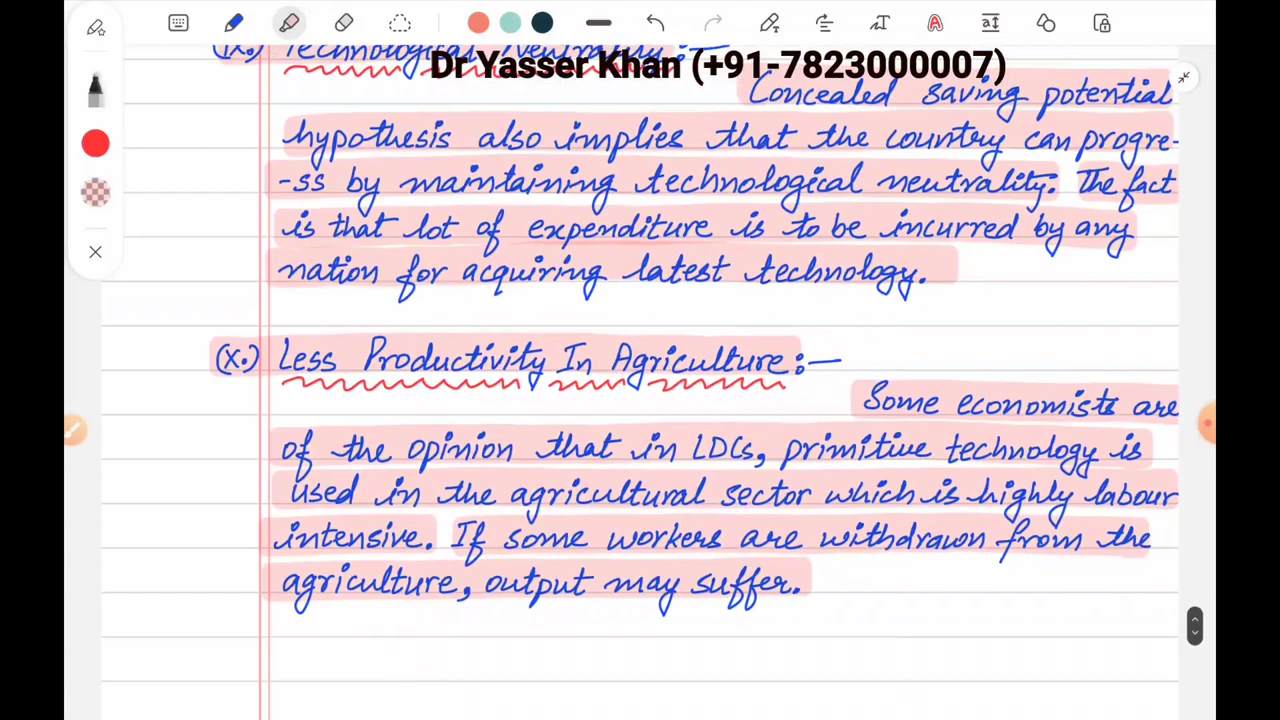 (ix.) Technological Neutrality :—
Dr Yasser Khan (+91-7823000007)
Concealed saving potential
hypothesis also implies that the country can progre-
-ss by maintaining technological neutrality. The fact
is that lot of expenditure is to be incurred by any
nation for acquiring latest technology.
(x.) Less Productivity In Agriculture:—
Some economists are
of the opinion that in LDCs, primitive technology is
used in the agricultural sector which is highly labour
intensive. If some workers are withdrawn from the
agriculture, output may suffer.